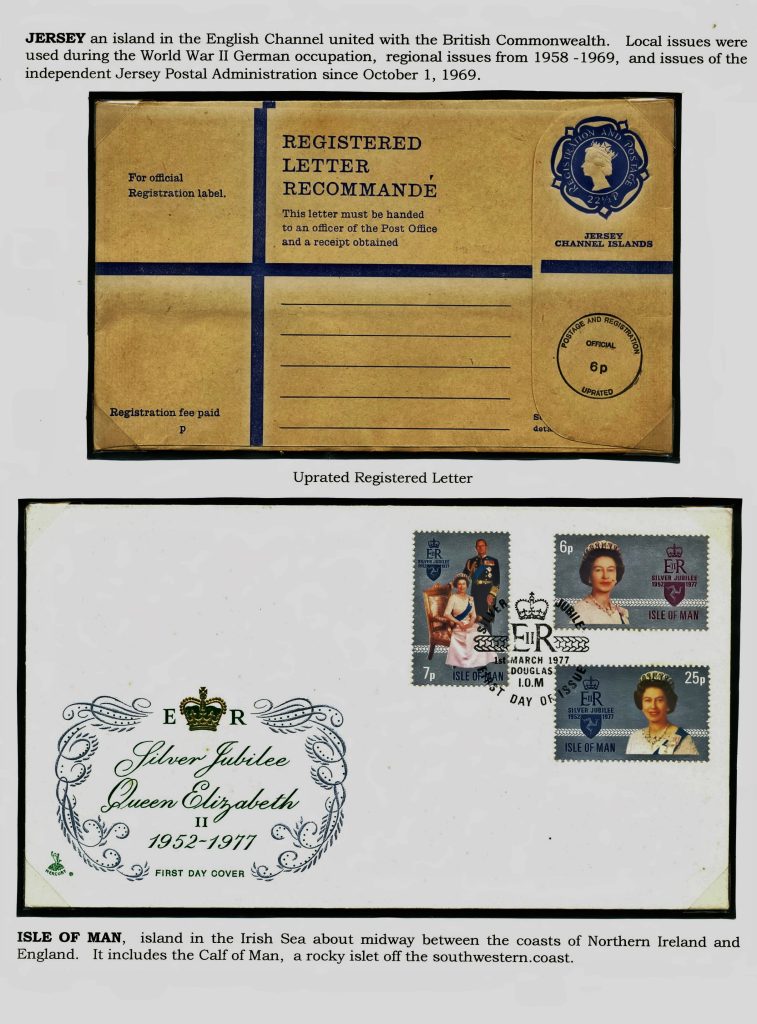 JERSEY an island in the English Channel united with the British Commonwealth. Local issues were
used during the World War II German occupation, regional issues from 1958 -1969, and issues of the
independent Jersey Postal Administration since October 1, 1969.
For official
Registration label.
REGISTERED
LETTER
RECOMMANDÉ
This letter must be handed
to an officer of the Post Office
and a receipt obtained
REGISTRATION AND POSTAGE
22½P
JERSEY
CHANNEL ISLANDS
POSTAGE AND REGISTRATION
OFFICIAL
6p
UPRATED
Registration fee paid
p
Uprated Registered Letter
EIIR
7p
ISLE OF MAN
6p
EIIR
SILVER JUBILEE
1952 1977
ISLE OF MAN
25p
EIIR
SILVER JUBILEE
1952 1977
ISLE OF MAN
SILVER JUBILEE
EIIR
1st MARCH 1977
DOUGLAS
I.O.M
FIRST DAY OF ISSUE
E R
Silver Jubilee
Queen Elizabeth
II
1952-1977
FIRST DAY COVER
MERCURY
ISLE OF MAN, island in the Irish Sea about midway between the coasts of Northern Ireland and
England. It includes the Calf of Man, a rocky islet off the southwestern.coast.